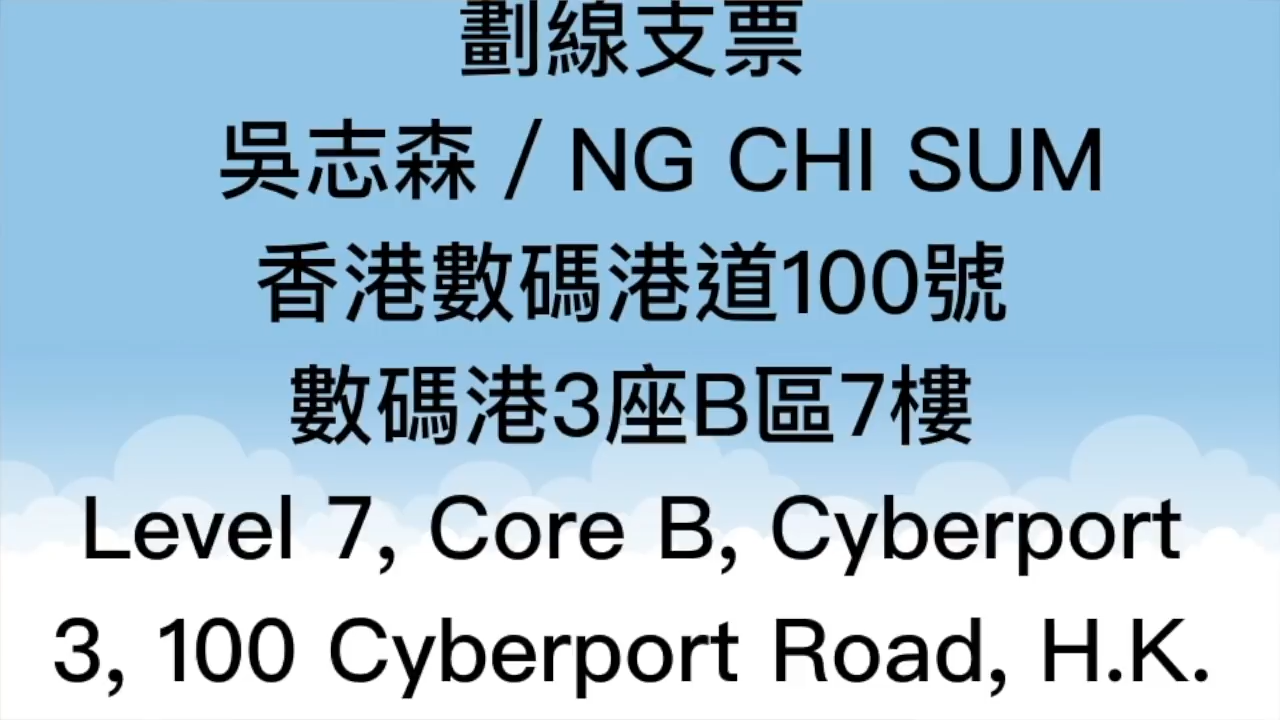 劃線支票
吳志森 / NG CHI SUM
香港數碼港道100號
數碼港3座B區7樓
Level 7, Core B, Cyberport
3, 100 Cyberport Road, H.K.